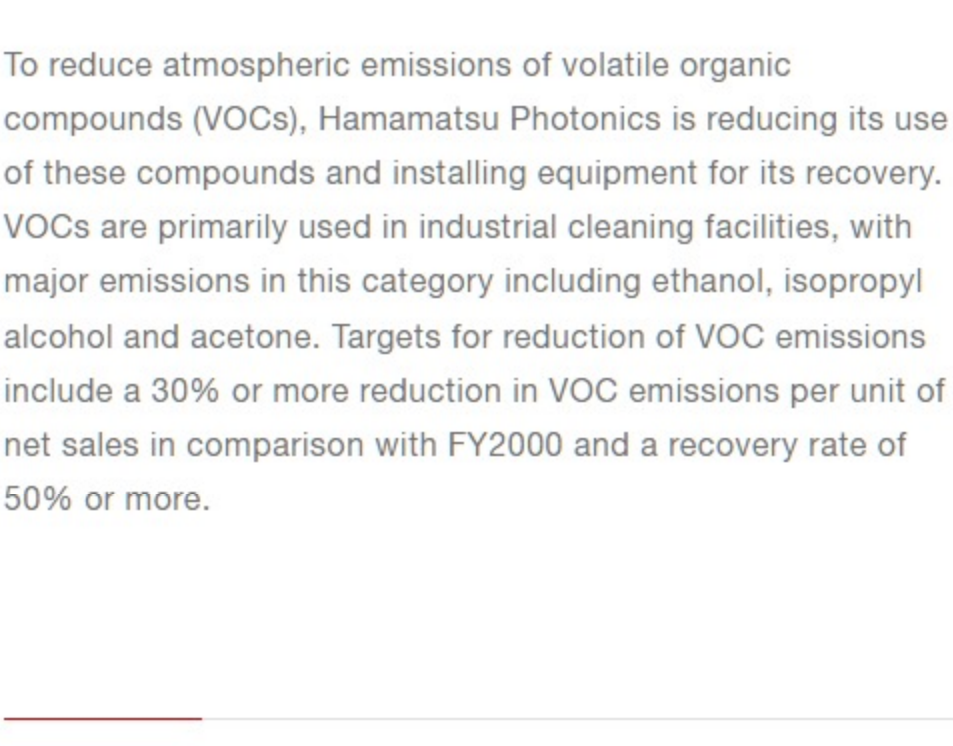 To reduce atmospheric emissions of volatile organic
compounds (VOCs), Hamamatsu Photonics is reducing its use
of these compounds and installing equipment for its recovery.
VOCs are primarily used in industrial cleaning facilities, with
major emissions in this category including ethanol, isopropyl
alcohol and acetone. Targets for reduction of VOC emissions
include a 30% or more reduction in VOC emissions per unit of
net sales in comparison with FY2000 and a recovery rate of
50% or more.